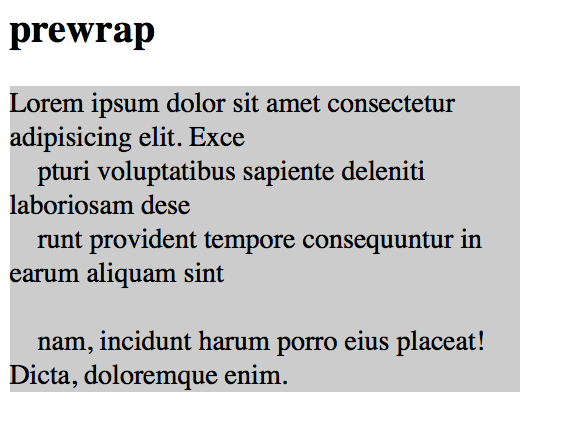 prewrap
Lorem ipsum dolor sit amet consectetur
adipisicing elit. Exce
pturi voluptatibus sapiente deleniti
laboriosam dese
runt provident tempore consequuntur in
earum aliquam sint
nam, incidunt harum porro eius placeat!
Dicta, doloremque enim.